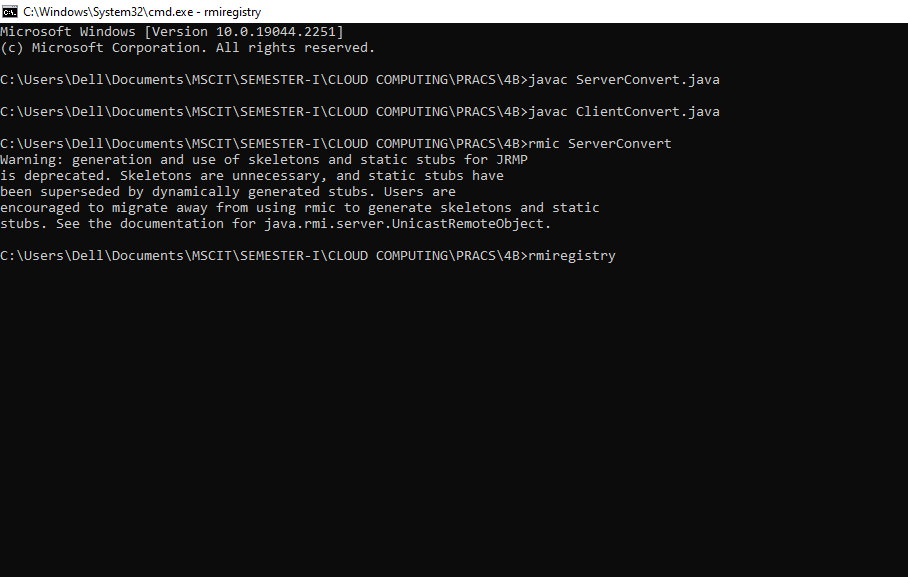 C:\Windows\System32\cmd.exe - rmiregistry
Microsoft Windows [Version 10.0.19044.2251]
(c) Microsoft Corporation. All rights reserved.
C:\Users\Dell\Documents\MSCIT\SEMESTER-I\CLOUD COMPUTING\PRACS\4B>javac ServerConvert.java
C:\Users\Dell\Documents\MSCIT\SEMESTER-I\CLOUD COMPUTING\PRACS\4B>javac ClientConvert.java
C:\Users\Dell\Documents\MSCIT\SEMESTER-I\CLOUD COMPUTING\PRACS\4B>rmic ServerConvert
Warning: generation and use of skeletons and static stubs for JRMP
is deprecated. Skeletons are unnecessary, and static stubs have
been superseded by dynamically generated stubs. Users are
encouraged to migrate away from using rmic to generate skeletons and static
stubs. See the documentation for java.rmi.server.UnicastRemoteObject.
C:\Users\Dell\Documents\MSCIT\SEMESTER-I\CLOUD COMPUTING\PRACS\4B>rmiregistry